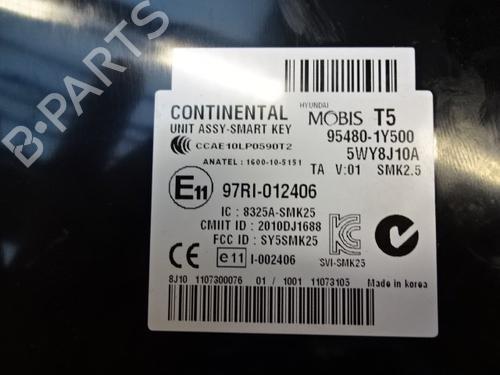 B-PARTS
HYUNDAI
CONTINENTAL MOBIS T5
UNIT ASSY-SMART KEY 95480-1Y500
CCAE10LP0590T2 5WY8J10A
ANATEL : 1600-10-5151 TA V:01 SMK2.5
E11 97RI-012406
IC : 8325A-SMK25
CMIIT ID : 2010DJ1688
FCC ID : SY5SMK25
CE e11 I-002406 SVI-SMK25
8J10 1107300076 01 / 1001 11073105 Made in korea